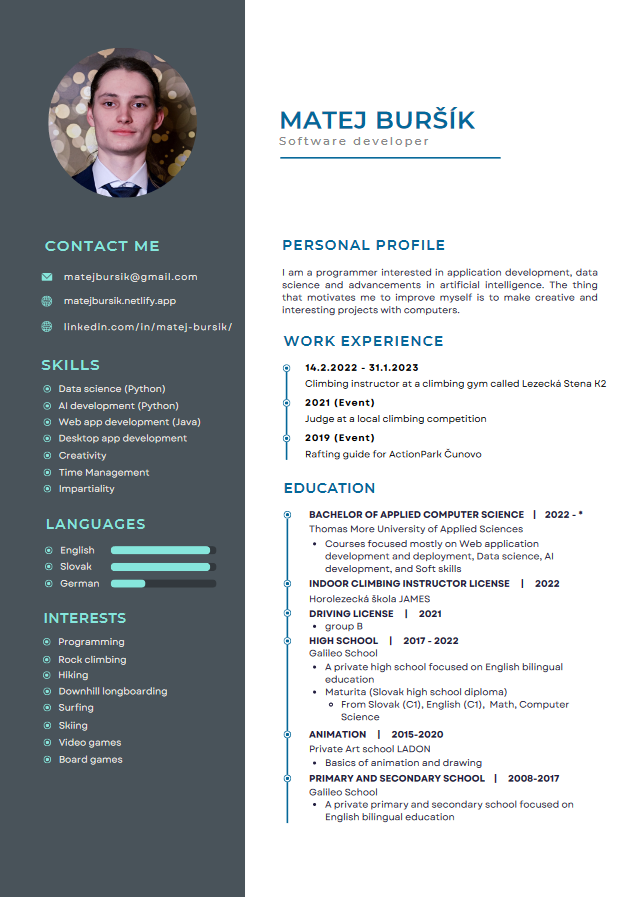 MATEJ BURŠÍK
Software developer
CONTACT ME
matejbursik@gmail.com
matejbursik.netlify.app
linkedin.com/in/matej-bursik/
SKILLS
Data science (Python)
AI development (Python)
Web app development (Java)
Desktop app development
Creativity
Time Management
Impartiality
LANGUAGES
English
Slovak
German
INTERESTS
Programming
Rock climbing
Hiking
Downhill longboarding
Surfing
Skiing
Video games
Board games
PERSONAL PROFILE
I am a programmer interested in application development, data
science and advancements in artificial intelligence. The thing
that motivates me to improve myself is to make creative and
interesting projects with computers.
WORK EXPERIENCE
14.2.2022 - 31.1.2023
Climbing instructor at a climbing gym called Lezecká Stena K2
2021 (Event)
Judge at a local climbing competition
2019 (Event)
Rafting guide for ActionPark Čunovo
EDUCATION
BACHELOR OF APPLIED COMPUTER SCIENCE | 2022 - *
Thomas More University of Applied Sciences
• Courses focused mostly on Web application
development and deployment, Data science, AI
development, and Soft skills
INDOOR CLIMBING INSTRUCTOR LICENSE | 2022
Horolezecká škola JAMES
DRIVING LICENSE | 2021
• group B
HIGH SCHOOL | 2017 - 2022
Galileo School
• A private high school focused on English bilingual
education
• Maturita (Slovak high school diploma)
◦ From Slovak (C1), English (C1), Math, Computer
Science
ANIMATION | 2015-2020
Private Art school LADON
• Basics of animation and drawing
PRIMARY AND SECONDARY SCHOOL | 2008-2017
Galileo School
• A private primary and secondary school focused on
English bilingual education